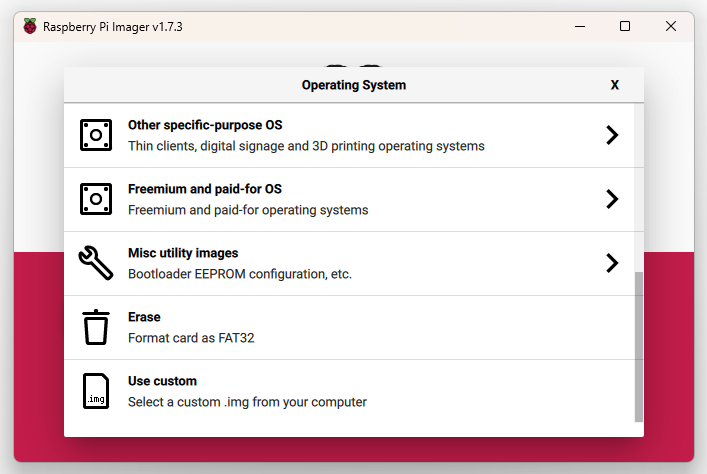 Raspberry Pi Imager v1.7.3
Operating System
X
Other specific-purpose OS
Thin clients, digital signage and 3D printing operating systems
Freemium and paid-for OS
Freemium and paid-for operating systems
Misc utility images
Bootloader EEPROM configuration, etc.
Erase
Format card as FAT32
.img
Use custom
Select a custom .img from your computer